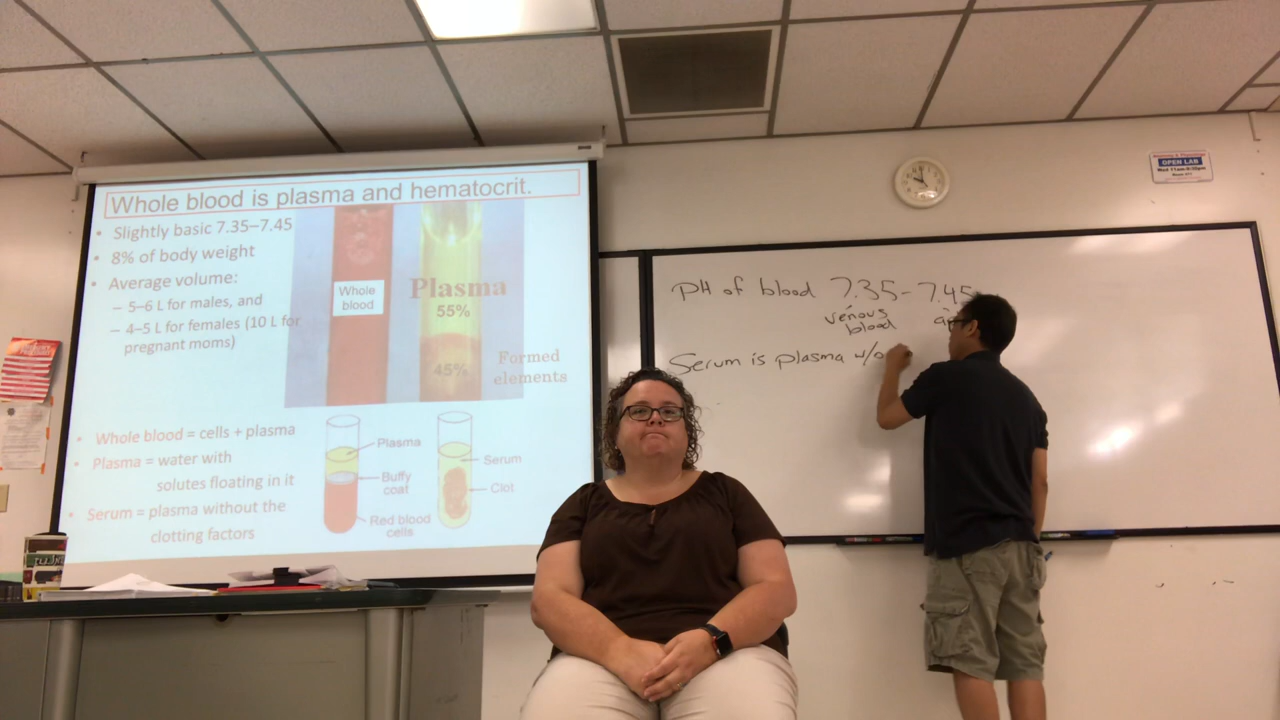 Whole blood is plasma and hematocrit.
• Slightly basic 7.35–7.45
• 8% of body weight
• Average volume:
– 5–6 L for males, and
– 4–5 L for females (10 L for
pregnant moms)
Whole
blood
Plasma
55%
45%
Formed
elements
• Whole blood = cells + plasma
• Plasma = water with
solutes floating in it
• Serum = plasma without the
clotting factors
Plasma
Buffy
coat
Red blood
cells
Serum
Clot
pH of blood 7.35-7.45
venous
blood
Serum is plasma w/o
OPEN LAB
Wed 11am-